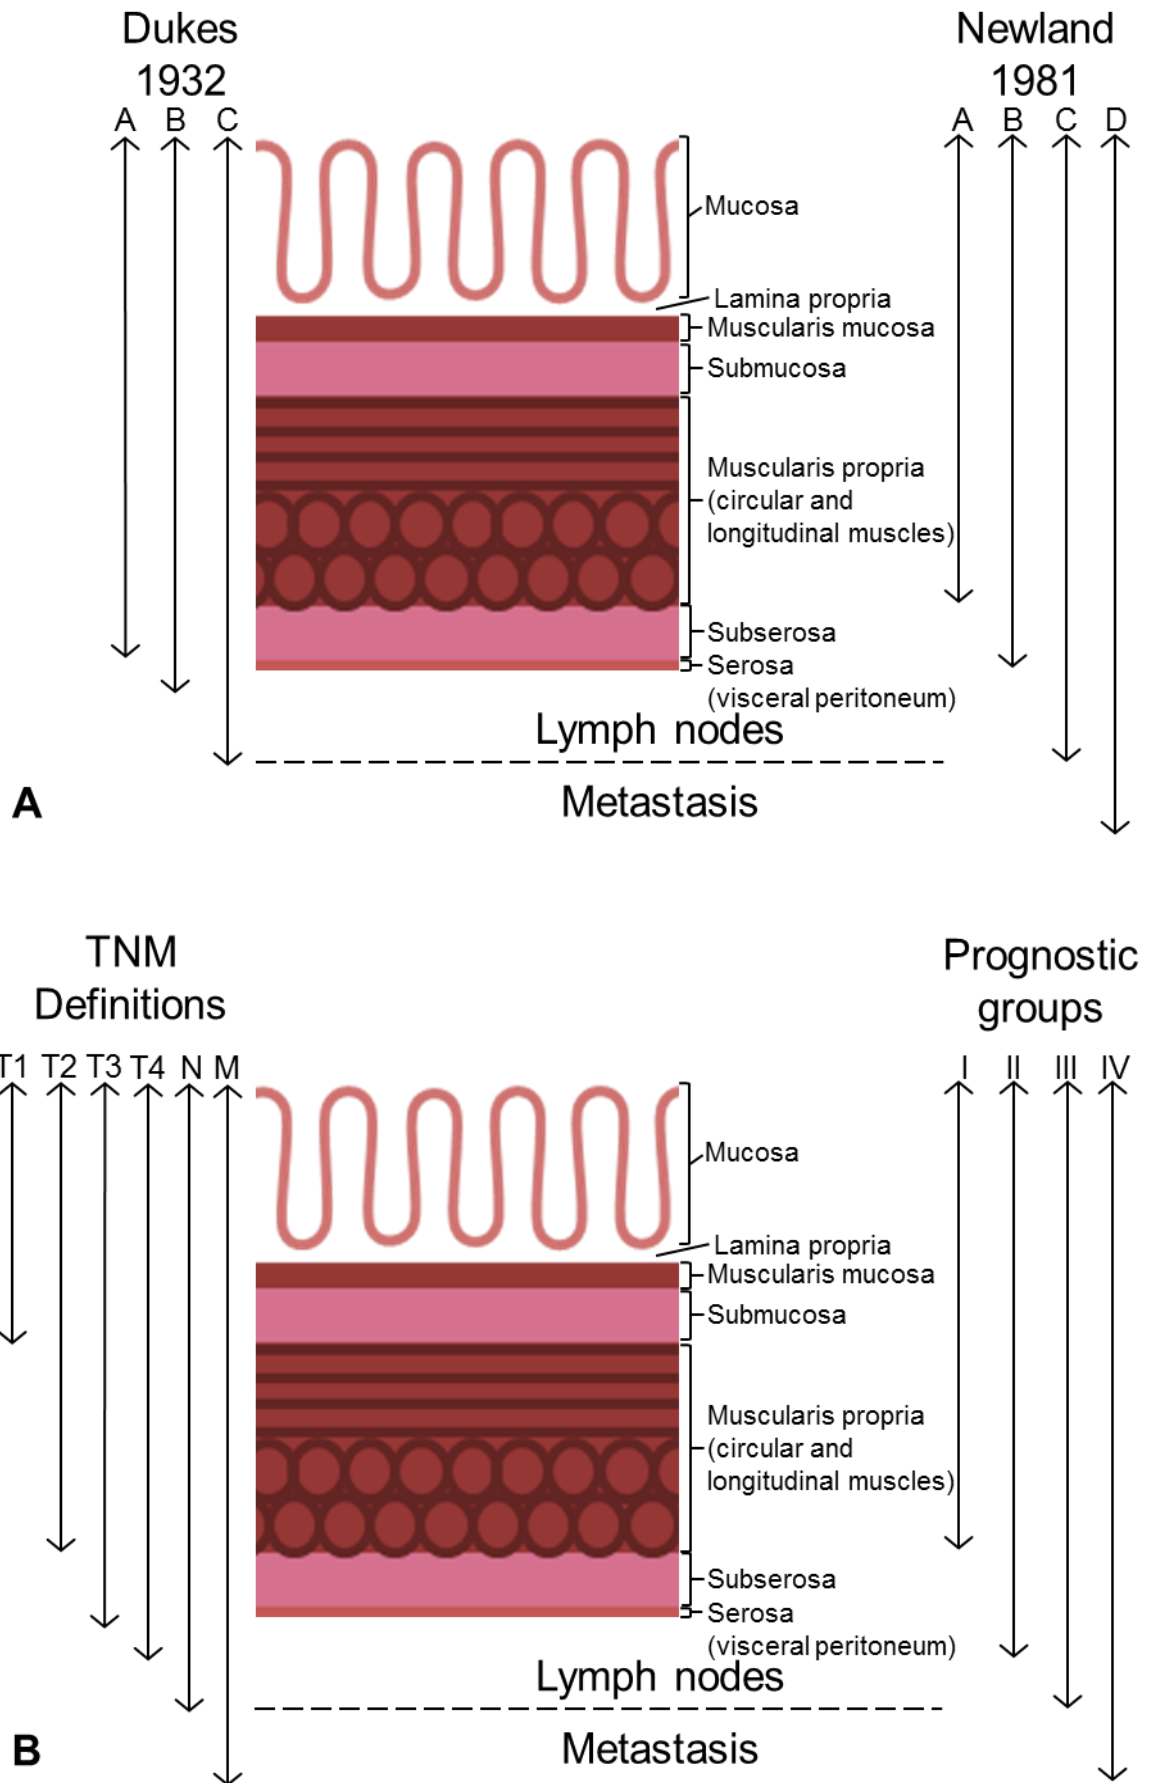 Dukes
1932
A B C
Newland
1981
A B C D
Mucosa
Lamina propria
Muscularis mucosa
Submucosa
Muscularis propria
(circular and
longitudinal muscles)
Subserosa
Serosa
(visceral peritoneum)
Lymph nodes
Metastasis
A
TNM
Definitions
T1 T2 T3 T4 N M
Prognostic
groups
I II III IV
Mucosa
Lamina propria
Muscularis mucosa
Submucosa
Muscularis propria
(circular and
longitudinal muscles)
Subserosa
Serosa
(visceral peritoneum)
Lymph nodes
Metastasis
B